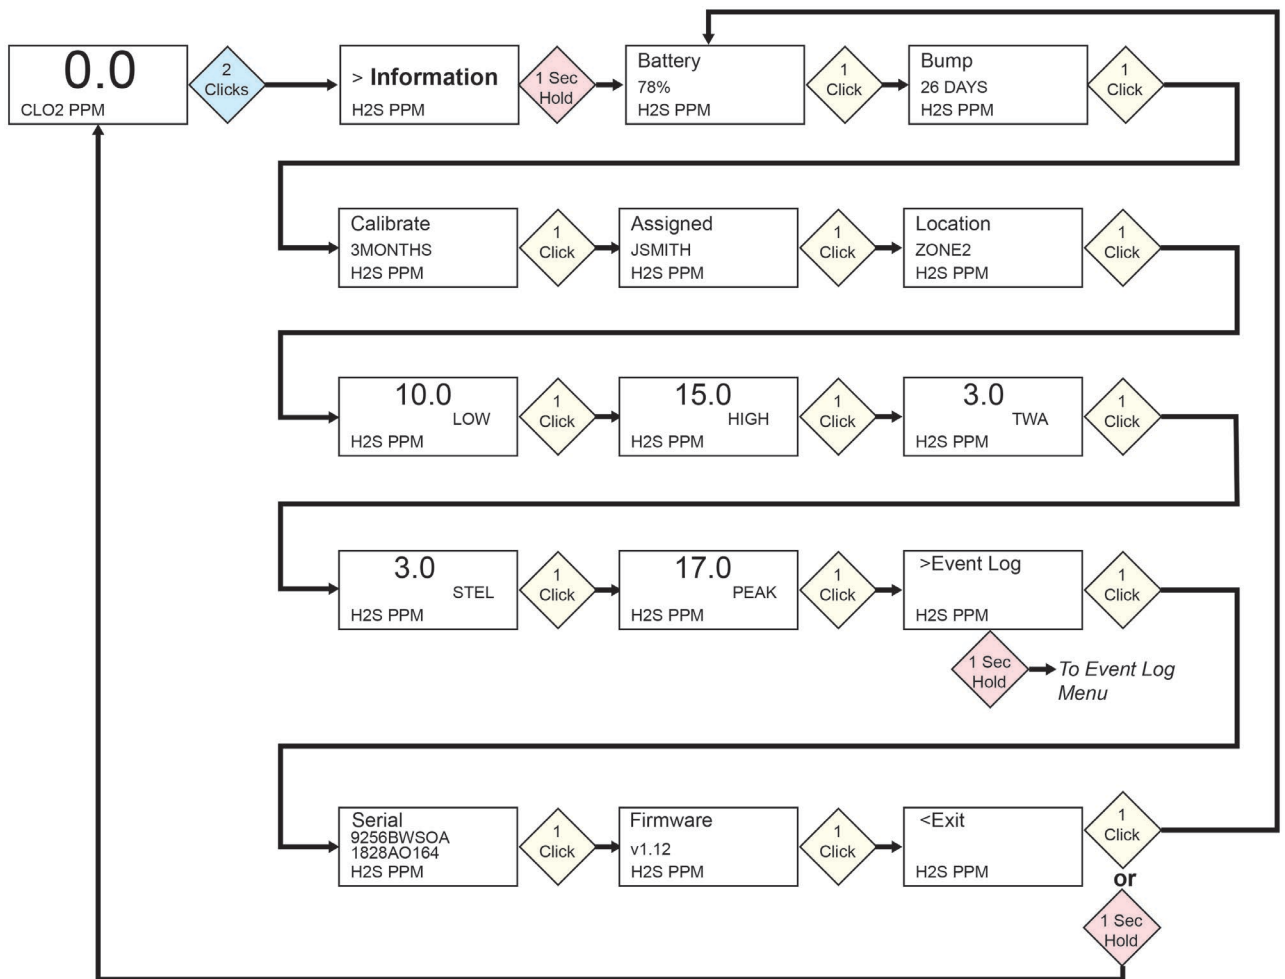 0.0
CLO2 PPM
2
Clicks
> Information
H2S PPM
1 Sec
Hold
Battery
78%
H2S PPM
1
Click
Bump
26 DAYS
H2S PPM
1
Click
Calibrate
3MONTHS
H2S PPM
1
Click
Assigned
JSMITH
H2S PPM
1
Click
Location
ZONE2
H2S PPM
1
Click
10.0
LOW
H2S PPM
1
Click
15.0
HIGH
H2S PPM
1
Click
3.0
TWA
H2S PPM
1
Click
3.0
STEL
H2S PPM
1
Click
17.0
PEAK
H2S PPM
1
Click
>Event Log
H2S PPM
1
Click
1 Sec
Hold
To Event Log
Menu
Serial
9256BWSOA
1828AO164
H2S PPM
1
Click
Firmware
v1.12
H2S PPM
1
Click
<Exit
H2S PPM
1
Click
or
1 Sec
Hold